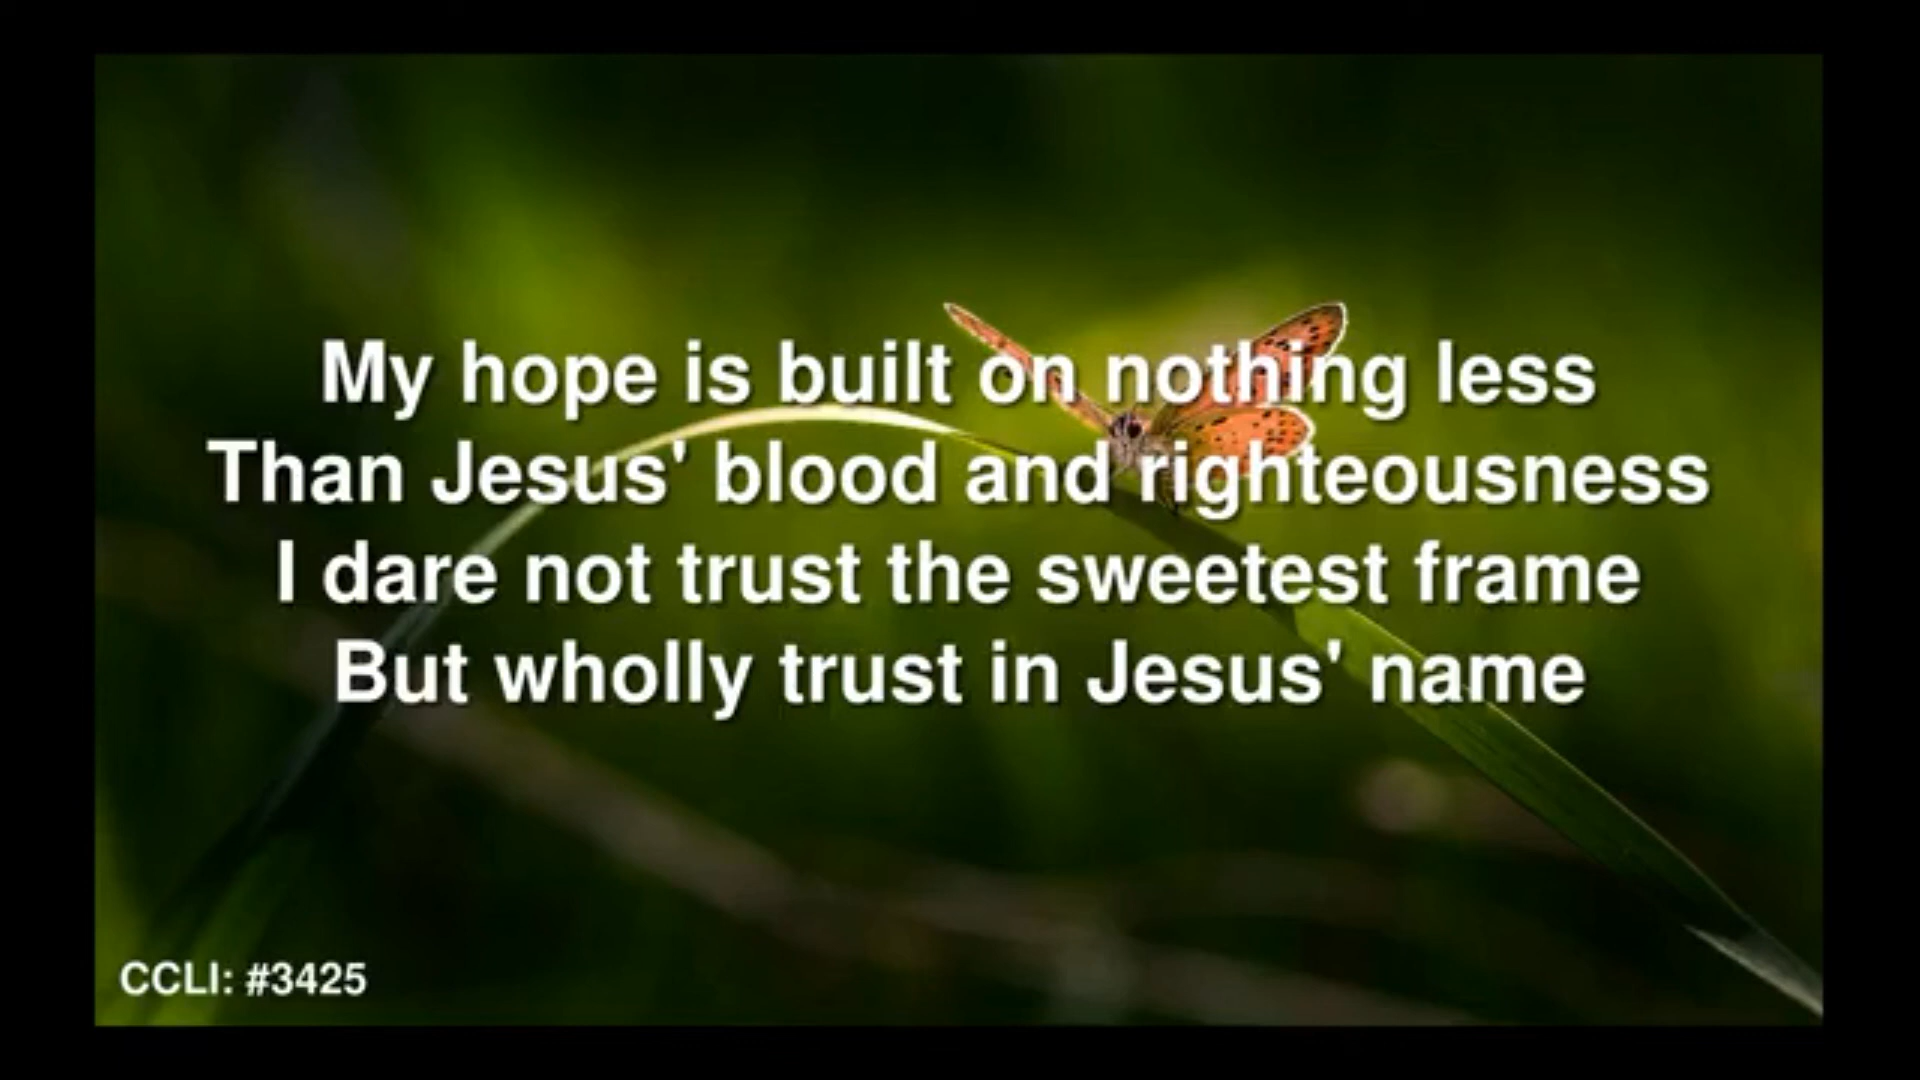 My hope is built on nothing less
Than Jesus' blood and righteousness
I dare not trust the sweetest frame
But wholly trust in Jesus' name
CCLI: #3425